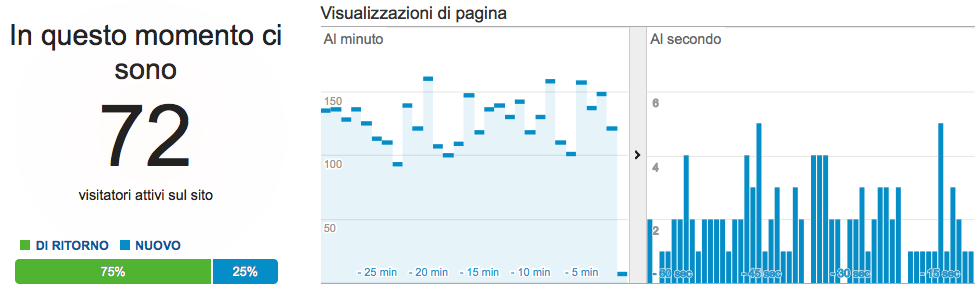 In questo momento ci
sono
72
visitatori attivi sul sito
DI RITORNO NUOVO
75% 25%
Visualizzazioni di pagina
Al minuto
150
100
50
- 25 min - 20 min - 15 min - 10 min - 5 min
Al secondo
6
4
2
- 60 sec - 45 sec - 30 sec - 15 sec